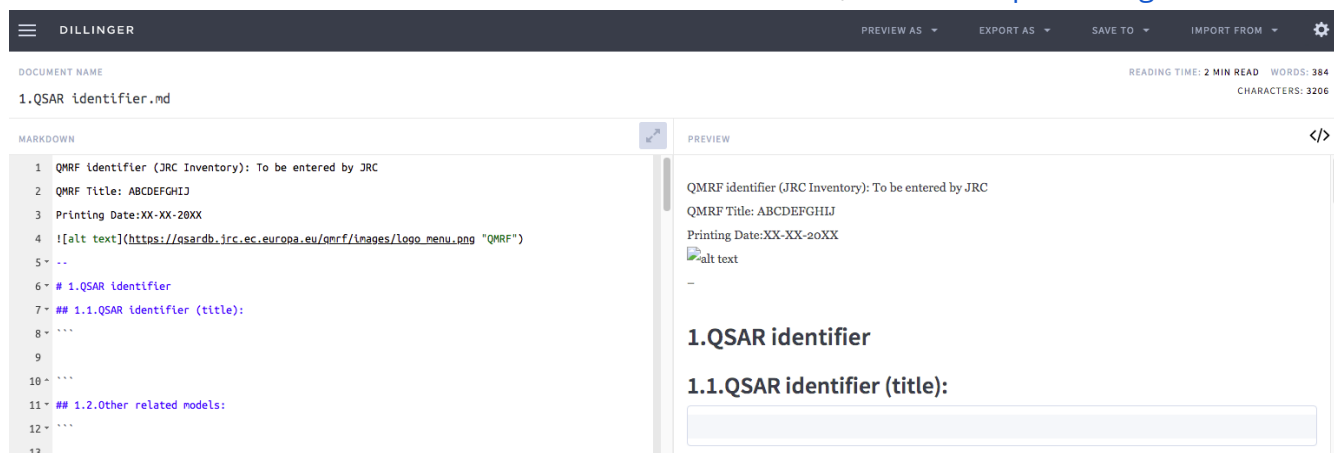 DILLINGER
PREVIEW AS EXPORT AS SAVE TO IMPORT FROM
DOCUMENT NAME
1.QSAR identifier.md
READING TIME: 2 MIN READ WORDS: 384
CHARACTERS: 3206
MARKDOWN
1 QMRF identifier (JRC Inventory): To be entered by JRC
2 QMRF Title: ABCDEFGHIJ
3 Printing Date:XX-XX-20XX
4 ![alt text](https://qsardb.jrc.ec.europa.eu/qmrf/images/logo_menu.png "QMRF")
5 --
6 # 1.QSAR identifier
7 ## 1.1.QSAR identifier (title):
8 ```
9
10 ```
11 ## 1.2.Other related models:
12 ```
13
PREVIEW
</>
QMRF identifier (JRC Inventory): To be entered by JRC
QMRF Title: ABCDEFGHIJ
Printing Date:XX-XX-20XX
alt text
–
1.QSAR identifier
1.1.QSAR identifier (title):